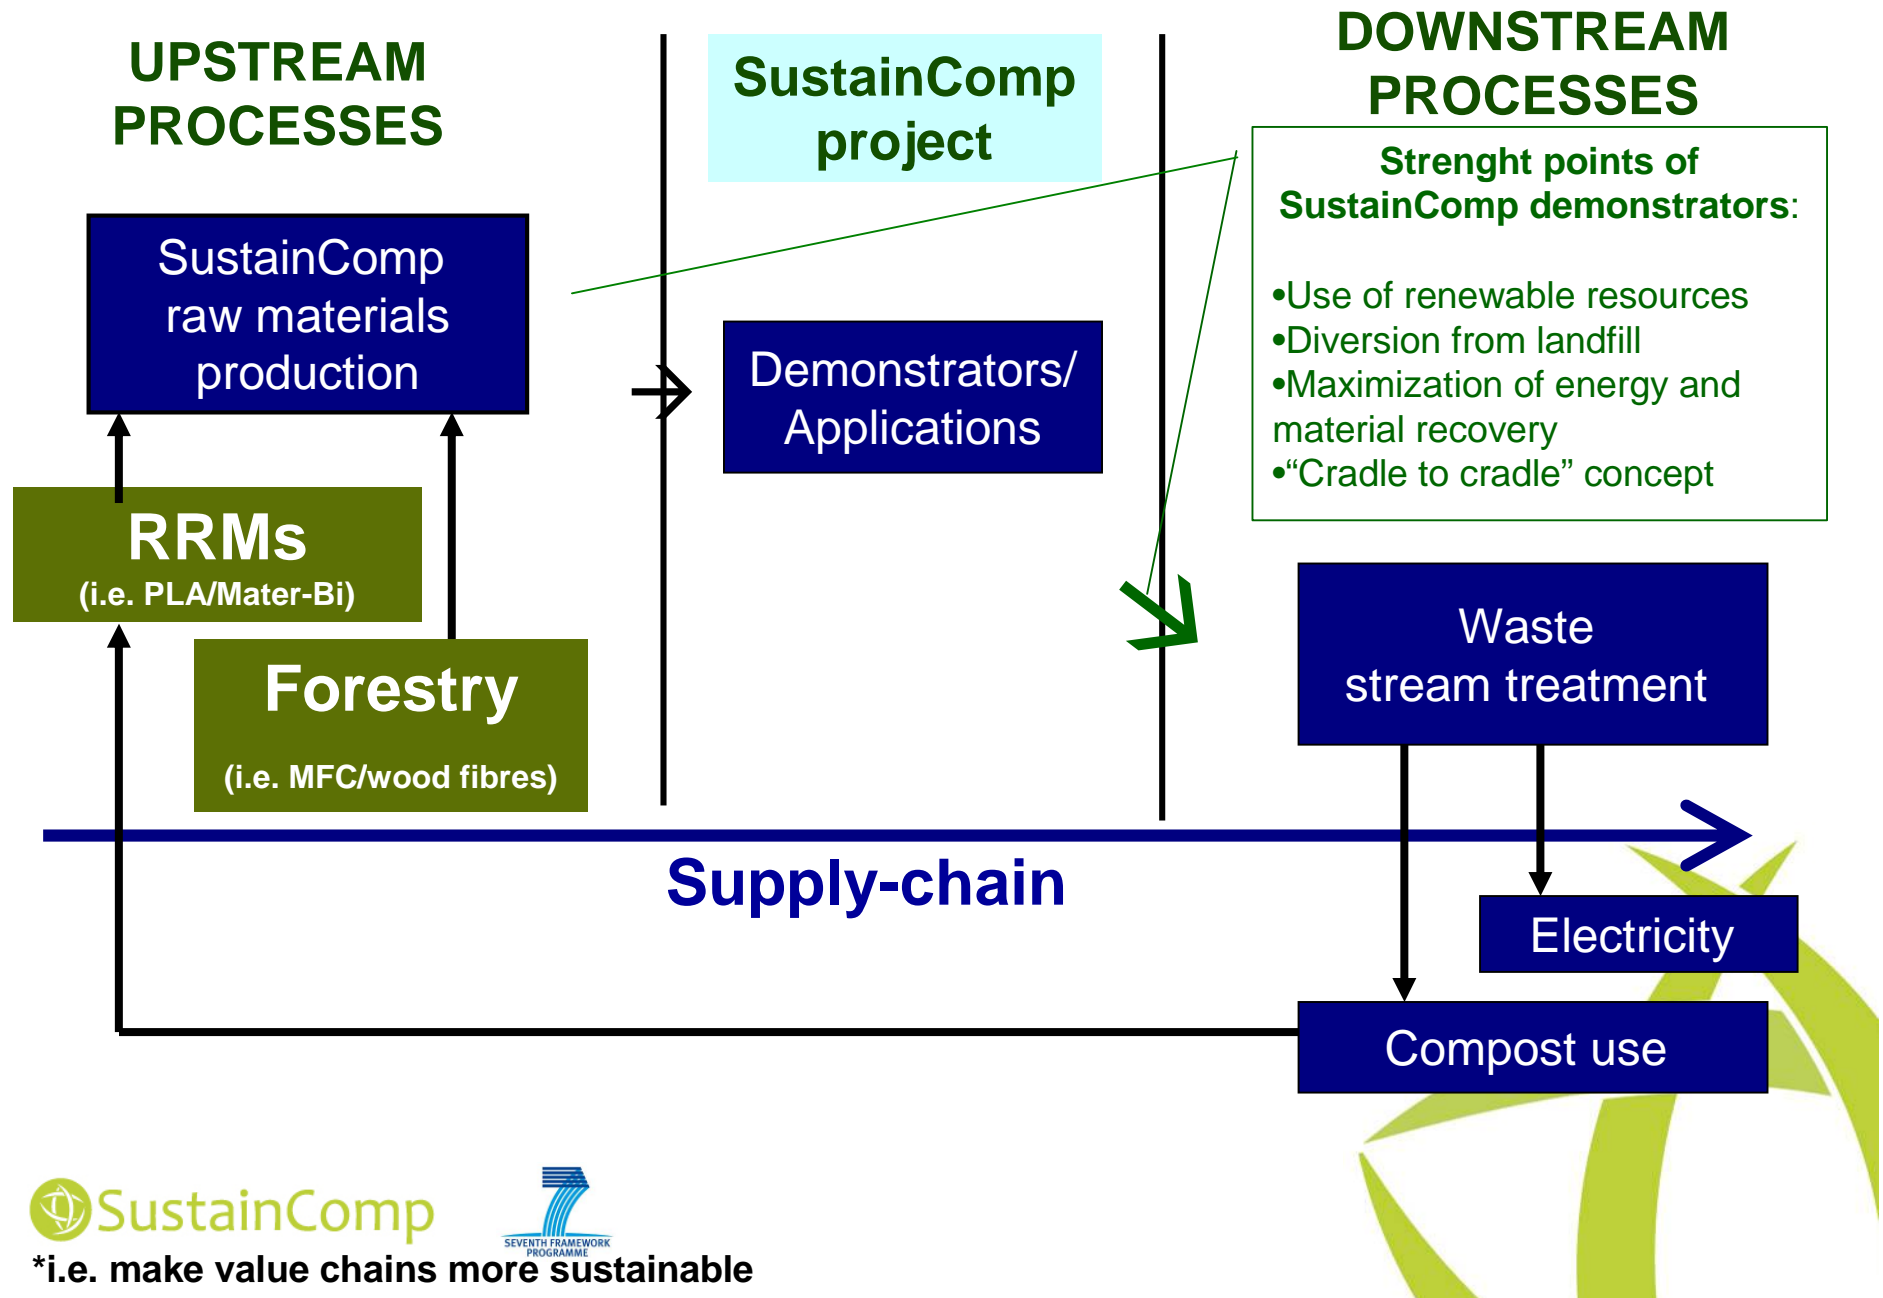 UPSTREAM
PROCESSES
SustainComp
project
DOWNSTREAM
PROCESSES
Strenght points of
SustainComp demonstrators:
•Use of renewable resources
•Diversion from landfill
•Maximization of energy and
material recovery
•“Cradle to cradle” concept
SustainComp
raw materials
production
Demonstrators/
Applications
RRMs
(i.e. PLA/Mater-Bi)
Forestry
(i.e. MFC/wood fibres)
Waste
stream treatment
Supply-chain
Electricity
Compost use
SustainComp
SEVENTH FRAMEWORK
PROGRAMME
*i.e. make value chains more sustainable